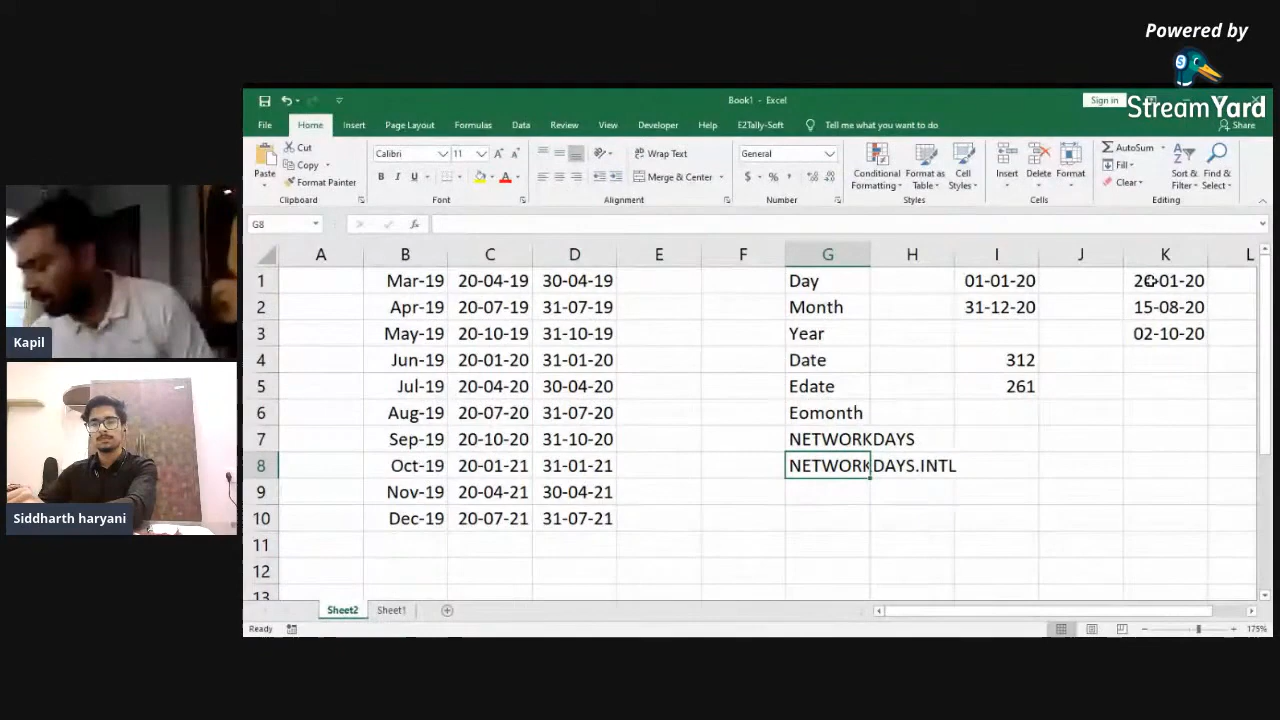 Powered by
StreamYard
Book1 - Excel
Sign in
File Home Insert Page Layout Formulas Data Review View Developer Help E2Tally-Soft Tell me what you want to do Share
Paste Cut Copy Format Painter Clipboard
Calibri 11 B I U A A Font
Wrap Text Merge & Center Alignment
General $ % , Number
Conditional Formatting Format as Table Cell Styles Styles
Insert Delete Format Cells
AutoSum Fill Clear Sort & Filter Find & Select Editing
G8 fx
A B C D E F G H I J K L
1 Mar-19 20-04-19 30-04-19 Day 01-01-20 26-01-20
2 Apr-19 20-07-19 31-07-19 Month 31-12-20 15-08-20
3 May-19 20-10-19 31-10-19 Year 02-10-20
4 Jun-19 20-01-20 31-01-20 Date 312
5 Jul-19 20-04-20 30-04-20 Edate 261
6 Aug-19 20-07-20 31-07-20 Eomonth
7 Sep-19 20-10-20 31-10-20 NETWORKDAYS
8 Oct-19 20-01-21 31-01-21 NETWORKDAYS.INTL
9 Nov-19 20-04-21 30-04-21
10 Dec-19 20-07-21 31-07-21
11
12
13
Sheet2 Sheet1
Ready 175%
Kapil
Siddharth haryani